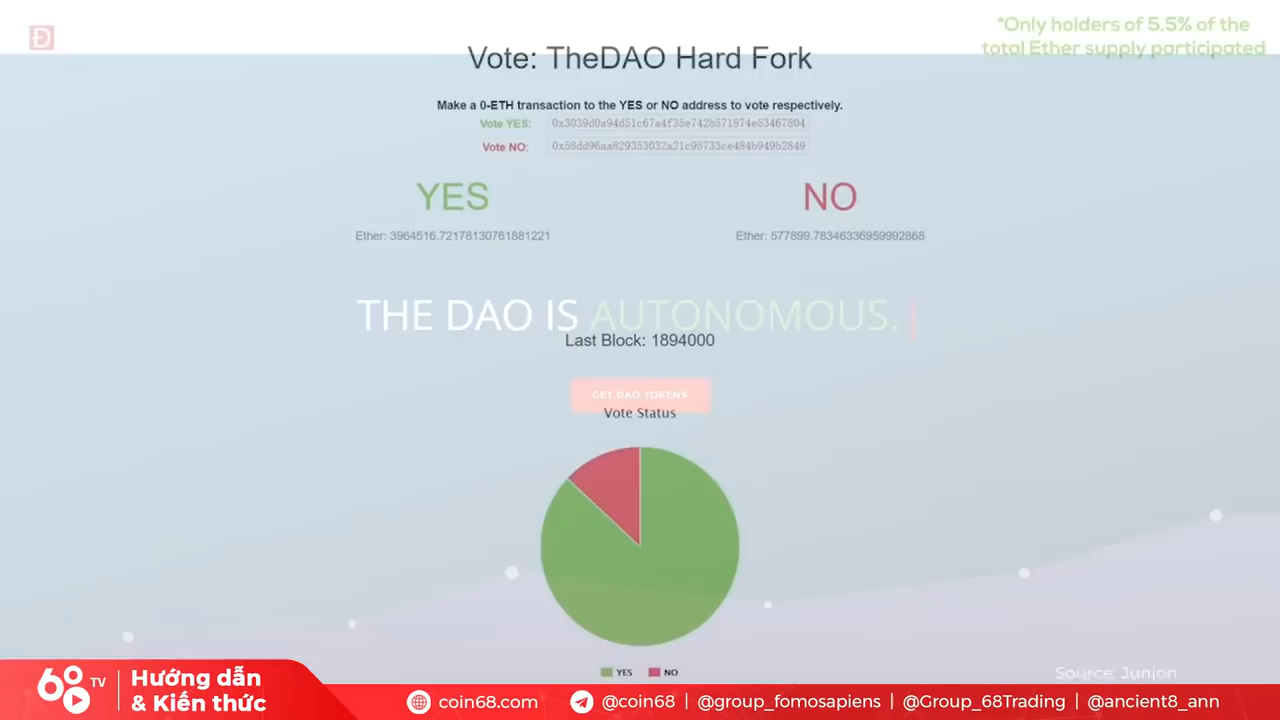 Đ
*Only holders of 5.5% of the
total Ether supply participated
Vote: TheDAO Hard Fork
Make a 0-ETH transaction to the YES or NO address to vote respectively.
Vote YES: 0x3039d0a94d51c67a4f35e742b571874e53467804
Vote NO: 0x58dd96aa829353032a21c95733ce484b949b2849
YES NO
Ether: 3964516.72178130761881221 Ether: 577899.78346336959992868
THE DAO IS AUTONOMOUS.
Last Block: 1894000
GET DAO TOKENS
Vote Status
YES NO
Source: Junion
68 TV
Hướng dẫn
& Kiến thức
coin68.com @coin68 | @group_fomosapiens | @Group_68Trading | @ancient8_ann